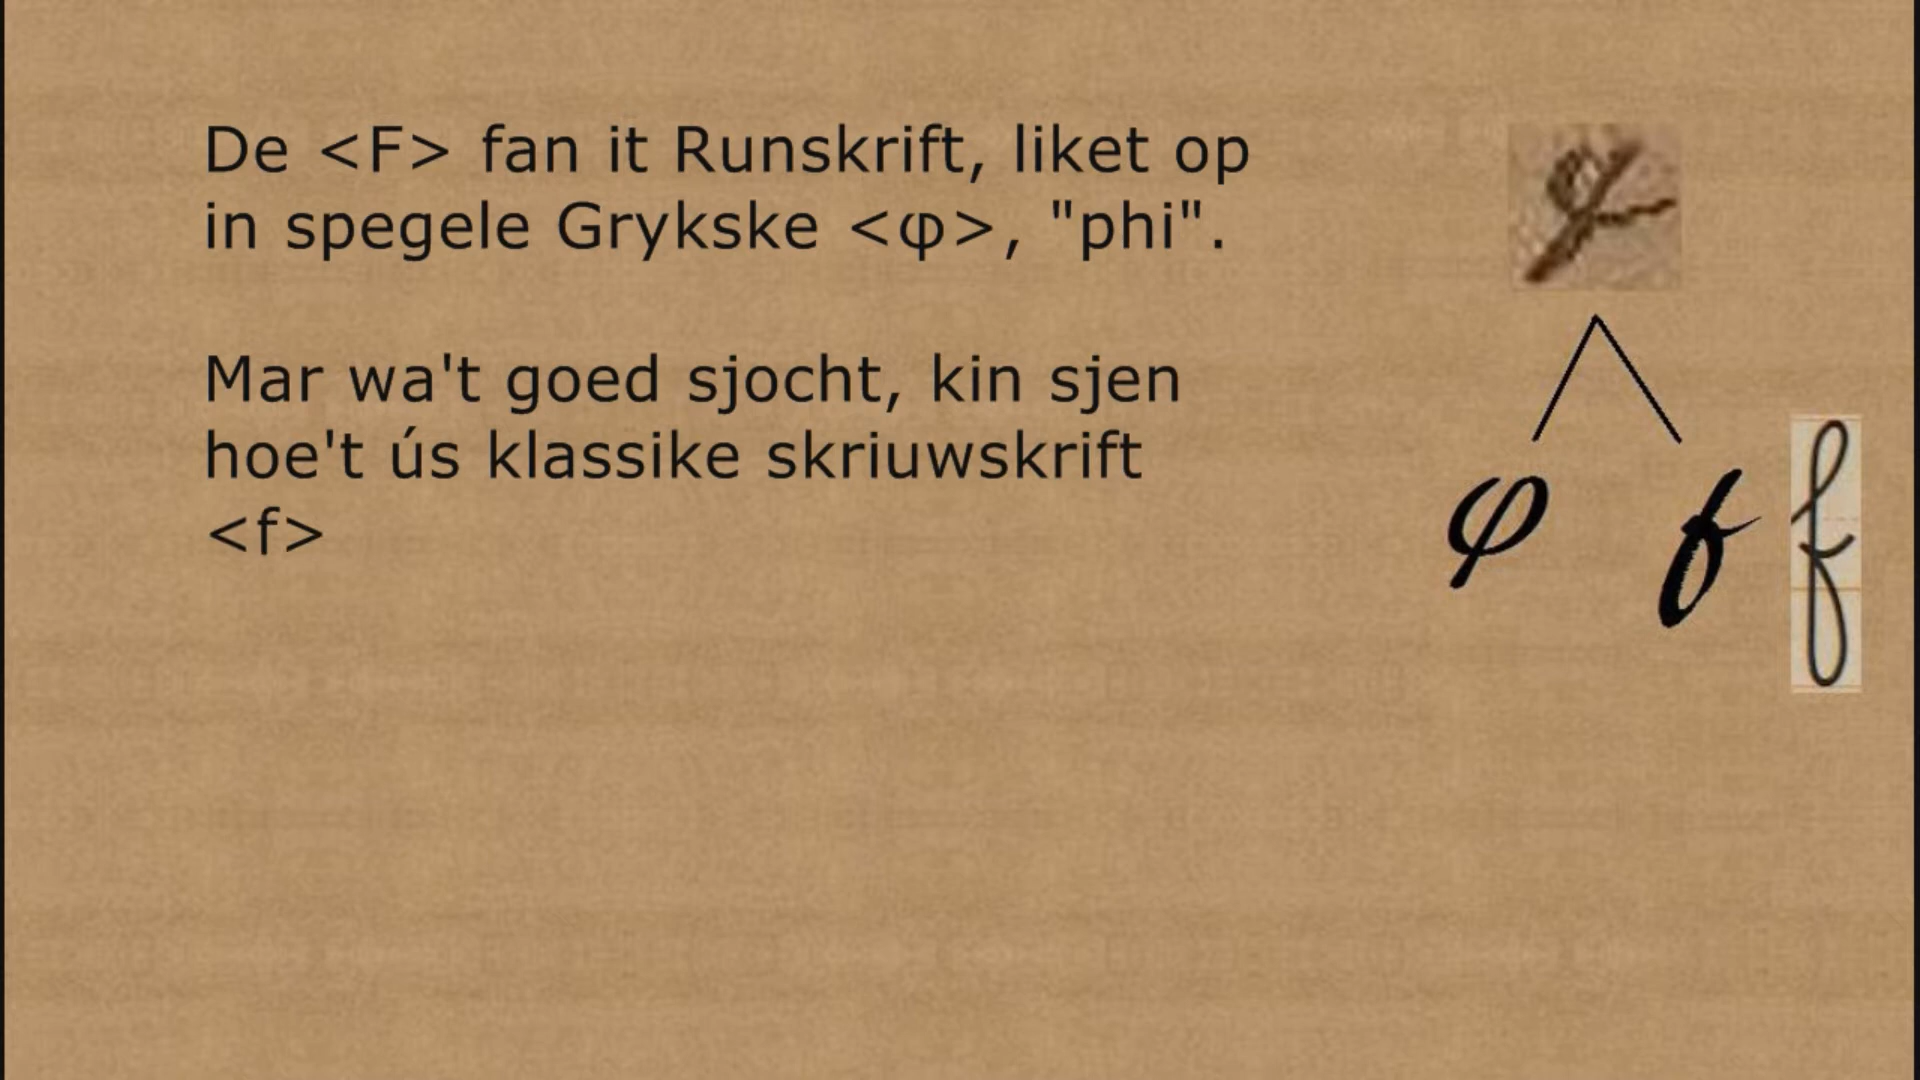 De <F> fan it Runskrift, liket op
in spegele Grykske <φ>, "phi".
Mar wa't goed sjocht, kin sjen
hoe't ús klassike skriuwskrift
<f>
φ f f